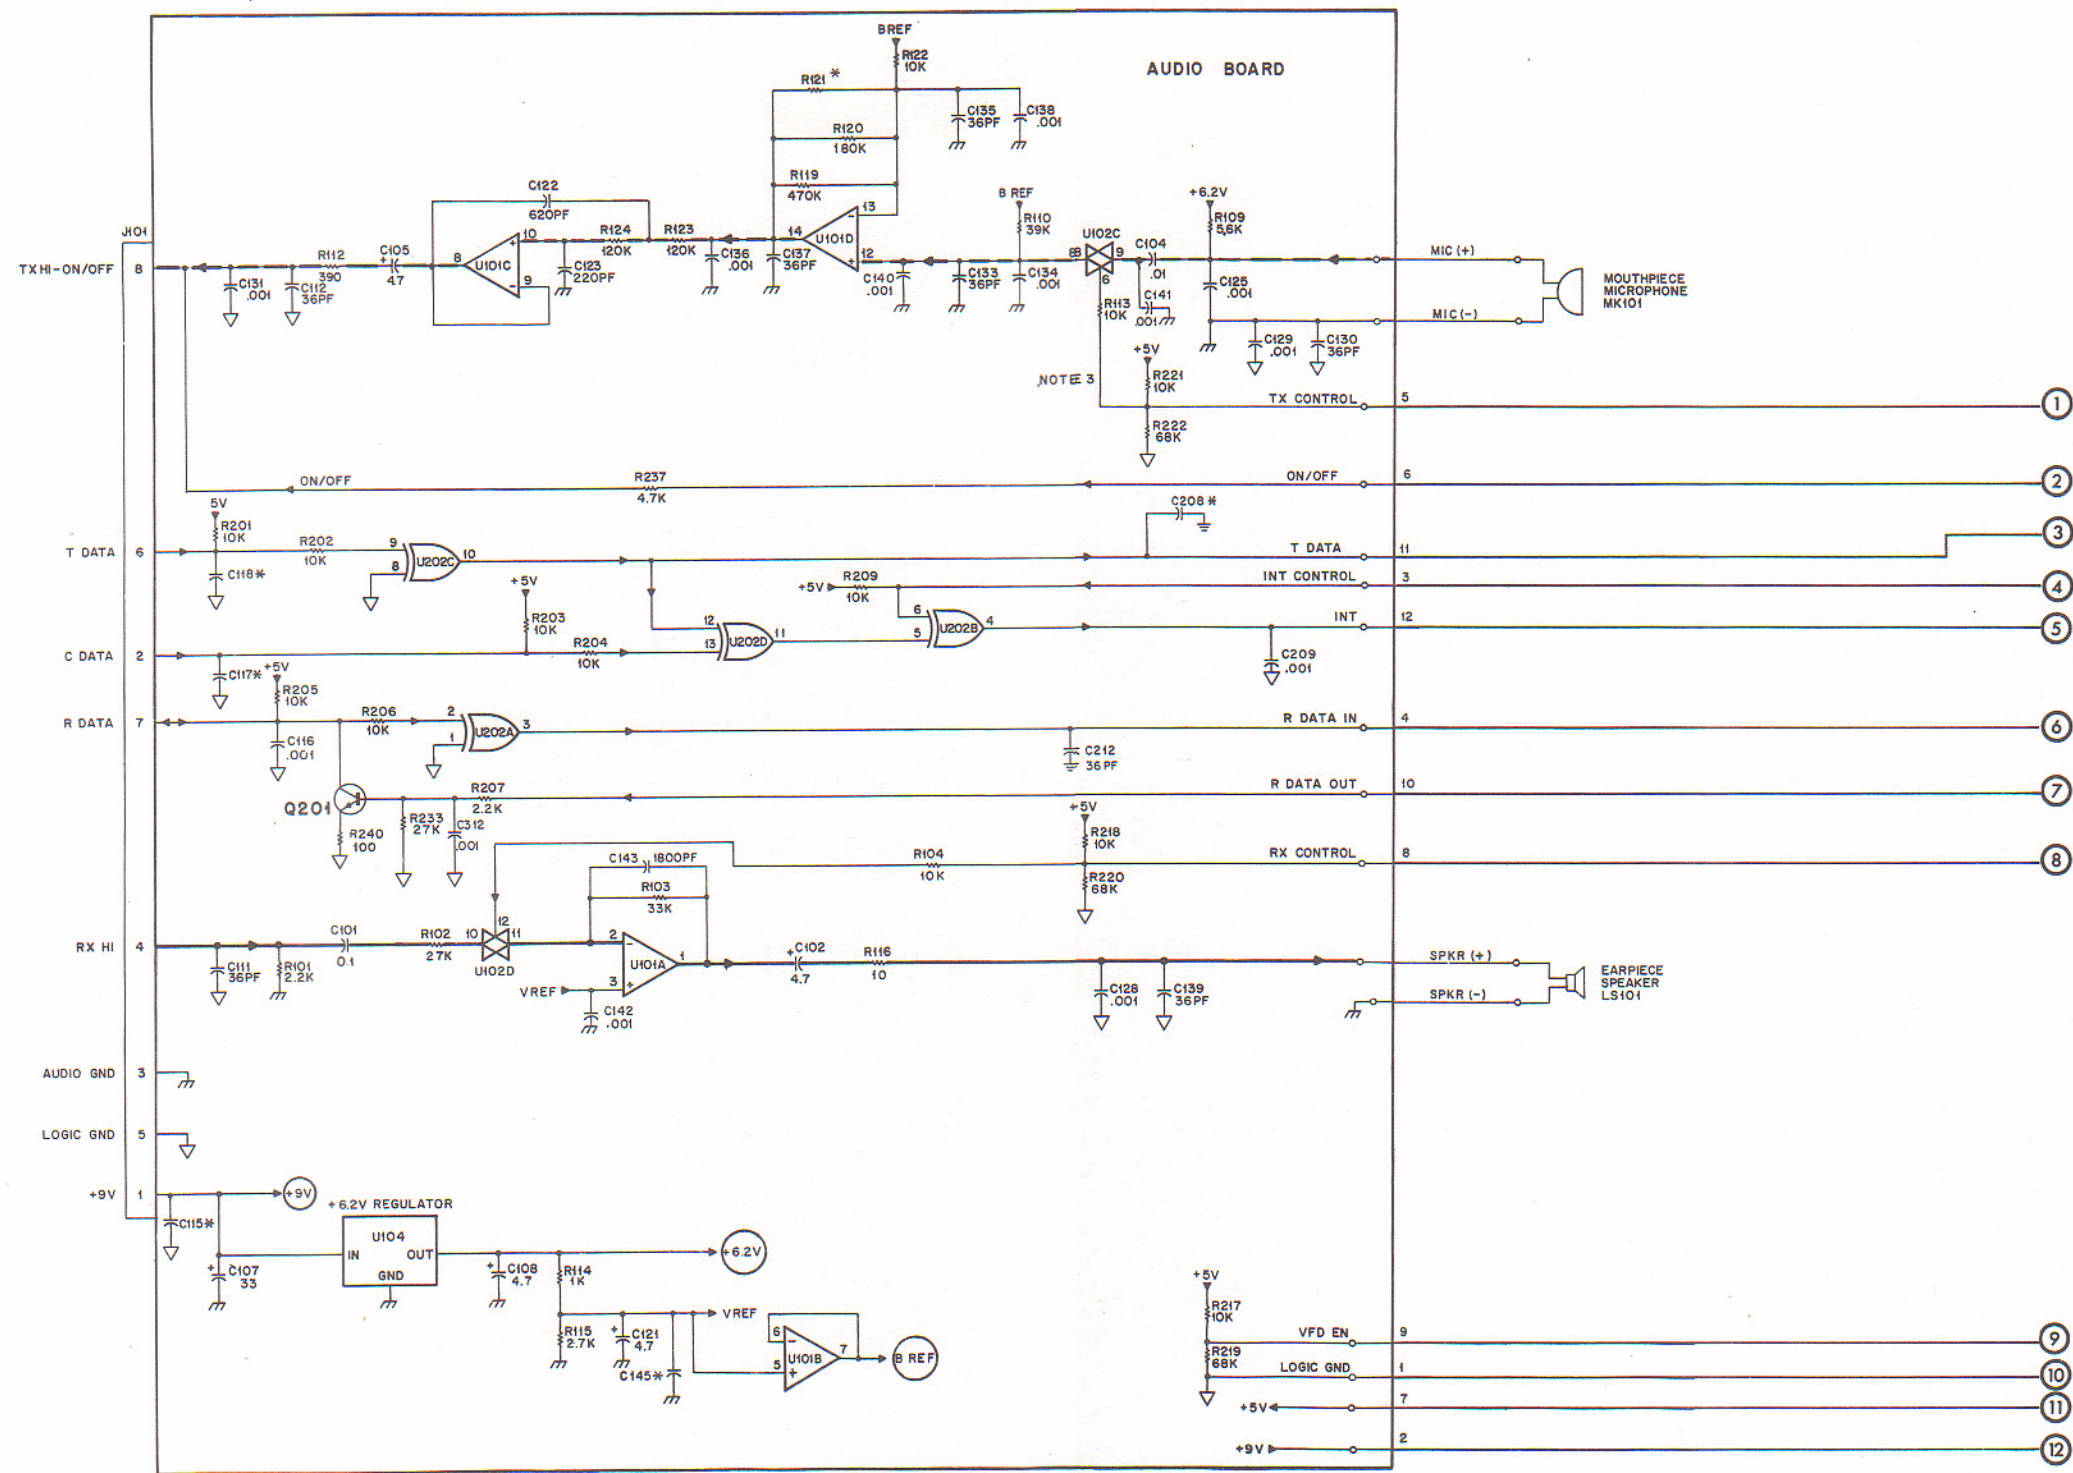 AUDIO BOARD
BREF
R122
10K
R121 *
C135
36PF
C138
.001
R120
180K
R119
470K
C122
620PF
13
14
U101D
12
B REF
R110
39K
+6.2V
R109
5.6K
J101
TXHI-ON/OFF
8
C131
.001
C112
36PF
R112
390
C105
4.7
8
U101C
10
9
C123
220PF
R124
120K
R123
120K
C136
.001
C137
36PF
C140
.001
C133
36PF
C134
.001
88
U102C
9
6
C104
.01
C141
.001
R113
10K
C125
.001
MIC (+)
MIC (-)
MOUTHPIECE
MICROPHONE
MK101
C129
.001
C130
36PF
+5V
R221
10K
NOTE 3
TX CONTROL
5
1
R222
68K
ON/OFF
R237
4.7K
ON/OFF
6
2
5V
R201
10K
C208 *
T DATA
6
R202
10K
C118*
9
8
U202C
10
T DATA
11
3
+5V
R209
10K
INT CONTROL
3
4
+5V
R203
10K
R204
10K
12
13
U202D
11
6
5
U202B
4
INT
12
5
C209
.001
C DATA
2
C117*
+5V
R205
10K
R DATA
7
R206
10K
C116
.001
2
1
U202A
3
R DATA IN
4
6
C212
36PF
Q201
R207
2.2K
R DATA OUT
10
7
R240
100
R233
27K
C312
.001
+5V
R218
10K
R104
10K
RX CONTROL
8
8
R220
68K
C143
1800PF
R103
33K
RX HI
4
C111
36PF
R101
2.2K
C101
0.1
R102
27K
10
12
11
U102D
2
3
U101A
1
VREF
C142
.001
C102
4.7
R116
10
C128
.001
C139
36PF
SPKR (+)
SPKR (-)
EARPIECE
SPEAKER
LS101
AUDIO GND
3
LOGIC GND
5
+9V
1
+9V
C115*
C107
33
+6.2V REGULATOR
U104
IN
OUT
GND
C108
4.7
R114
1K
+6.2V
VREF
R115
2.7K
C121
4.7
C145*
6
5
U101B
7
B REF
+5V
R217
10K
VFD EN
9
9
R219
68K
LOGIC GND
1
10
+5V
7
11
+9V
2
12